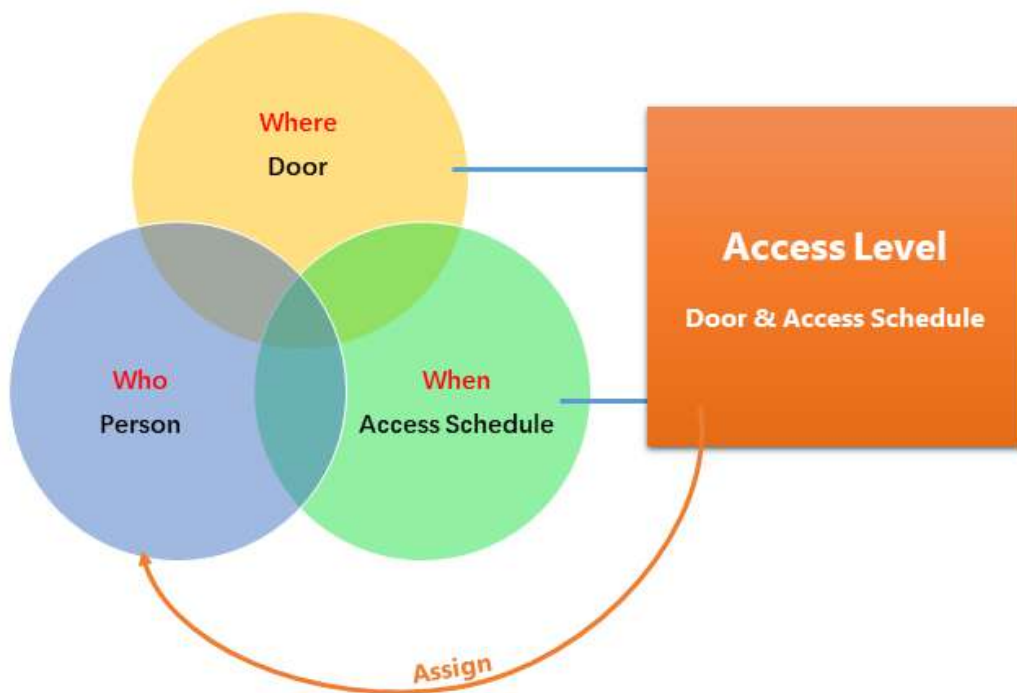 Where
Door
Who
Person
When
Access Schedule
Access Level
Door & Access Schedule
Assign